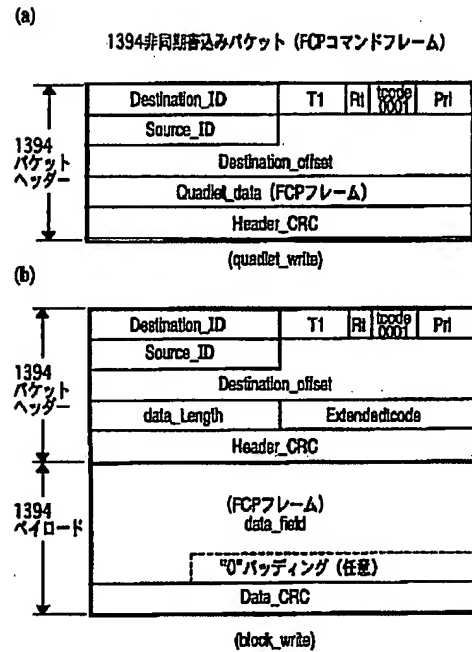 (a)
1394非同期書込みパケット (FCPコマンドフレーム)
Destination_ID T1 Rt tcode 0001 Pri
Source_ID
Destination_offset
Quadlet_data (FCPフレーム)
Header_CRC
1394
パケット
ヘッダー
(quadlet_write)
(b)
Destination_ID T1 Rt tcode 0001 Pri
Source_ID
Destination_offset
data_Length Extendedtcode
Header_CRC
1394
パケット
ヘッダー
(FCPフレーム)
data_field
"0"パッディング (任意)
Data_CRC
1394
ペイロード
(block_write)